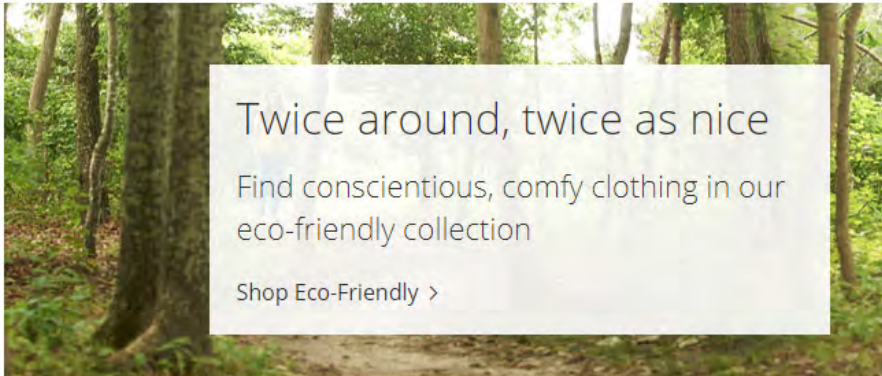 Twice around, twice as nice
Find conscientious, comfy clothing in our
eco-friendly collection
Shop Eco-Friendly >